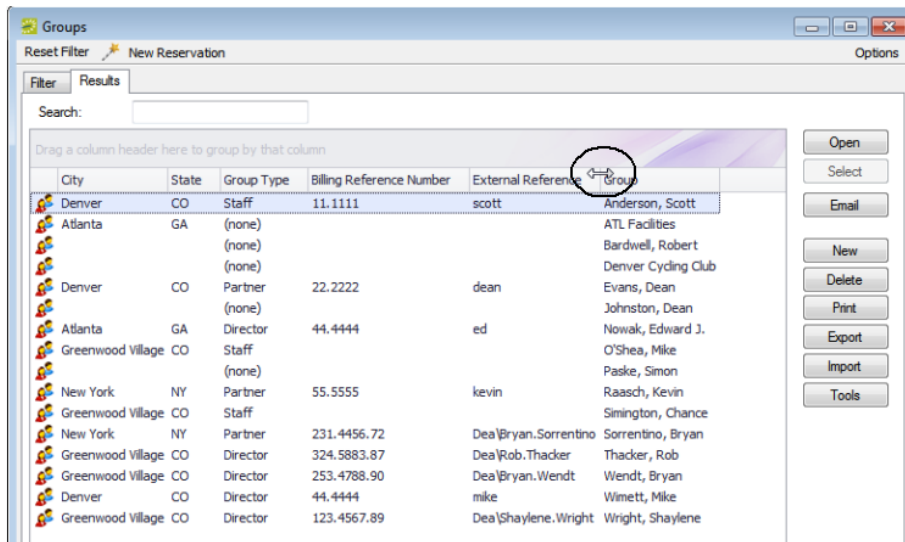 Groups
Reset Filter New Reservation Options
Filter Results
Search:
Drag a column header here to group by that column
City State Group Type Billing Reference Number External Reference Group
Denver CO Staff 11.1111 scott Anderson, Scott
Atlanta GA (none) ATL Facilities
(none) Bardwell, Robert
(none) Denver Cycling Club
Denver CO Partner 22.2222 dean Evans, Dean
(none) Johnston, Dean
Atlanta GA Director 44.4444 ed Nowak, Edward J.
Greenwood Village CO Staff O'Shea, Mike
(none) Paske, Simon
New York NY Partner 55.5555 kevin Raasch, Kevin
Greenwood Village CO Staff Simington, Chance
New York NY Partner 231.4456.72 Dea\Bryan.Sorrentino Sorrentino, Bryan
Greenwood Village CO Director 324.5883.87 Dea\Rob.Thacker Thacker, Rob
Greenwood Village CO Director 253.4788.90 Dea\Bryan.Wendt Wendt, Bryan
Denver CO Director 44.4444 mike Wimett, Mike
Greenwood Village CO Director 123.4567.89 Dea\Shaylene.Wright Wright, Shaylene
Open
Select
Email
New
Delete
Print
Export
Import
Tools